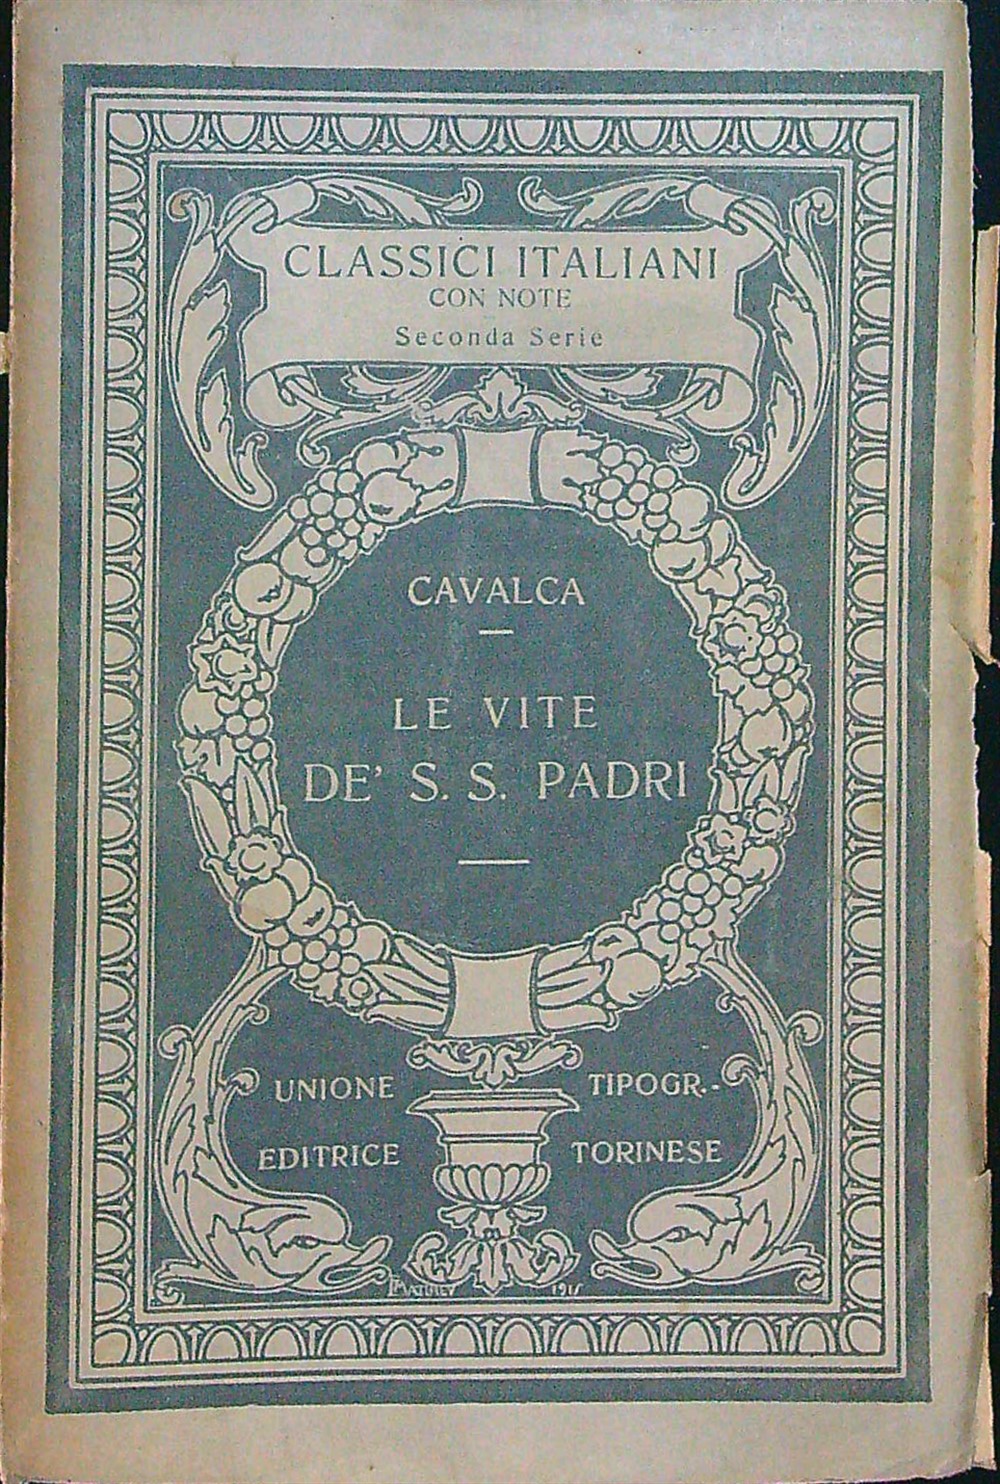 CLASSICI ITALIANI
CON NOTE
Seconda Serie
CAVALCA
LE VITE
DE' S. S. PADRI
UNIONE TIPOGR.-
EDITRICE TORINESE